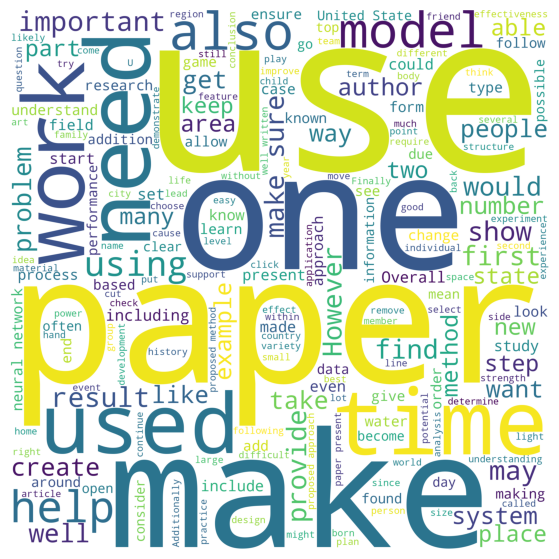 important
need
work
part
also
use
model
able
United State
ensure
top
team
effectiveness
likely
region
friend
follow
conclusion
come
still
go
play
could
different
try
U
get
game
improve
child
term
much
think
type
possible
question
feature
case
author
body
form
several
art
family
understand
research
keep
area
known
way
people
point
require
structure
field
addition
allow
make sure
two
due
problem
start
demonstrate
well written
year
move
back
performance
city
life
without
one
would
number
set
lead
easy
good
see
Finally
experiment
many
choose
know
level
show
name
cause
learn
application
approach
information
change
individual
second
experience
idea
clear
using
present
first
material
process
put
support
click
Overall
space
state
based
cut
check
paper
However
mean
select
side
look
neural network
often
power
hand
including
group
development
proposed method
example
effect
within
made
country
variety
small
remove
member
find
method
new
end
history
line
order
study
strength
step
event
data
best
even
lot
determine
result
like
take
give
potential
analysis
want
home
used
continue
following
add
difficult
proposed approach
paper present
water
become
time
light
right
create
large
provide
world
understanding
article
make
since
day
may
making
called
around
open
Additionally
practice
consider
include
found
person
system
help
well
design
might
born
plan
size